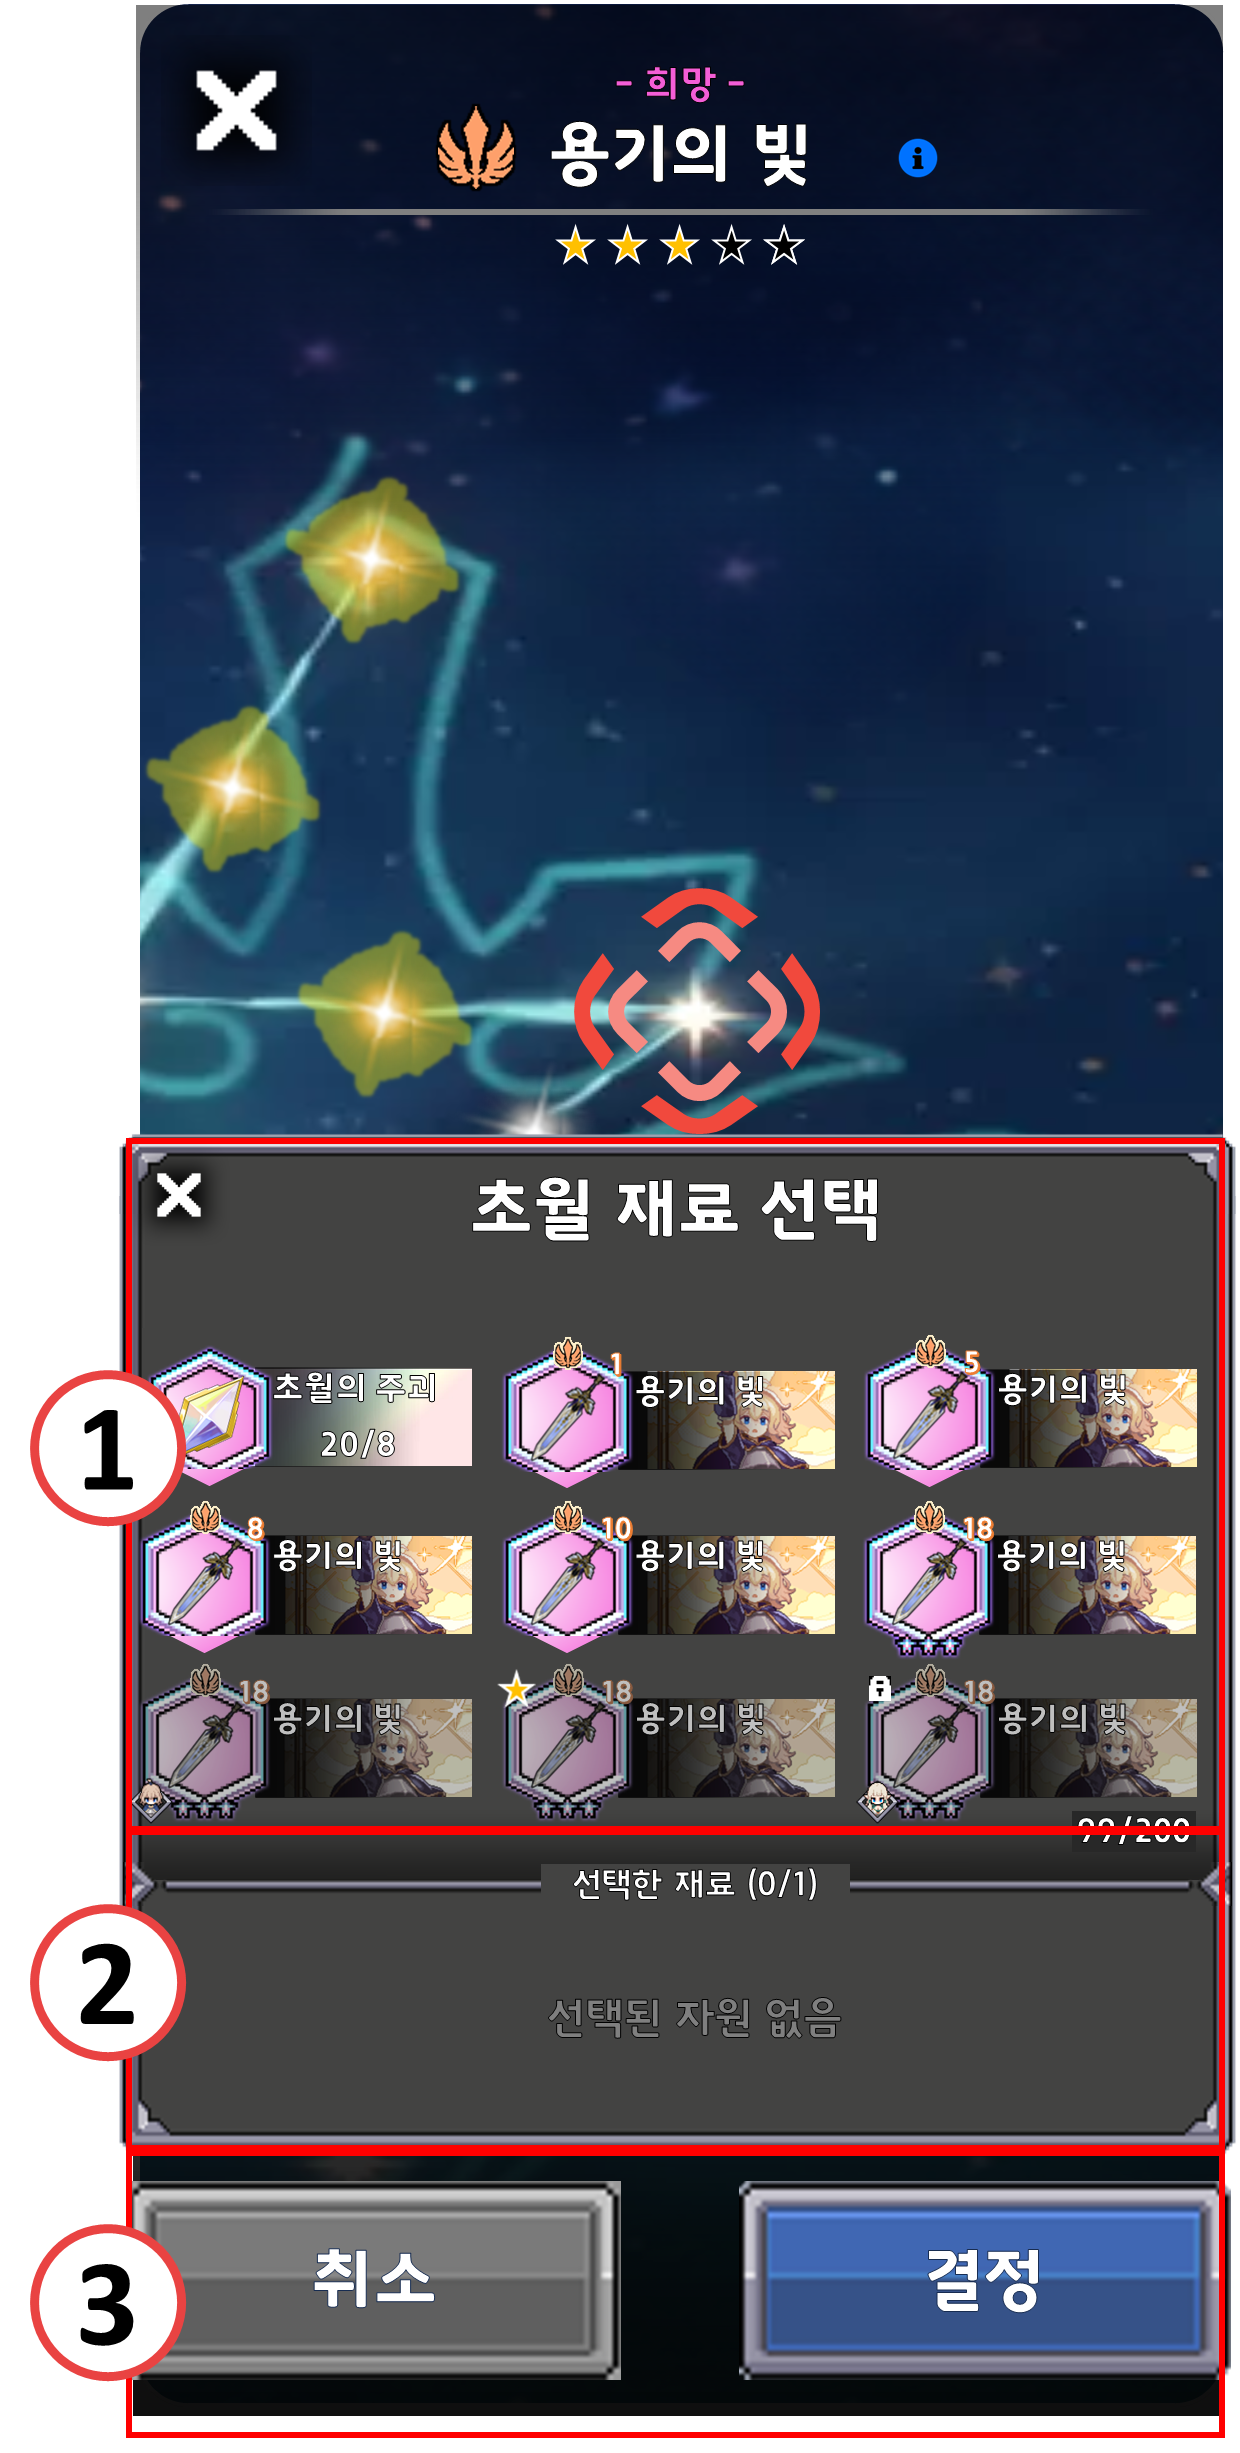 - 희망 -
용기의 빛
초월 재료 선택
초월의 주괴
20/8
1
용기의 빛
5
용기의 빛
1
8
용기의 빛
10
용기의 빛
18
용기의 빛
18
용기의 빛
18
용기의 빛
18
용기의 빛
99/200
선택한 재료 (0/1)
2
선택된 자원 없음
3
취소
결정